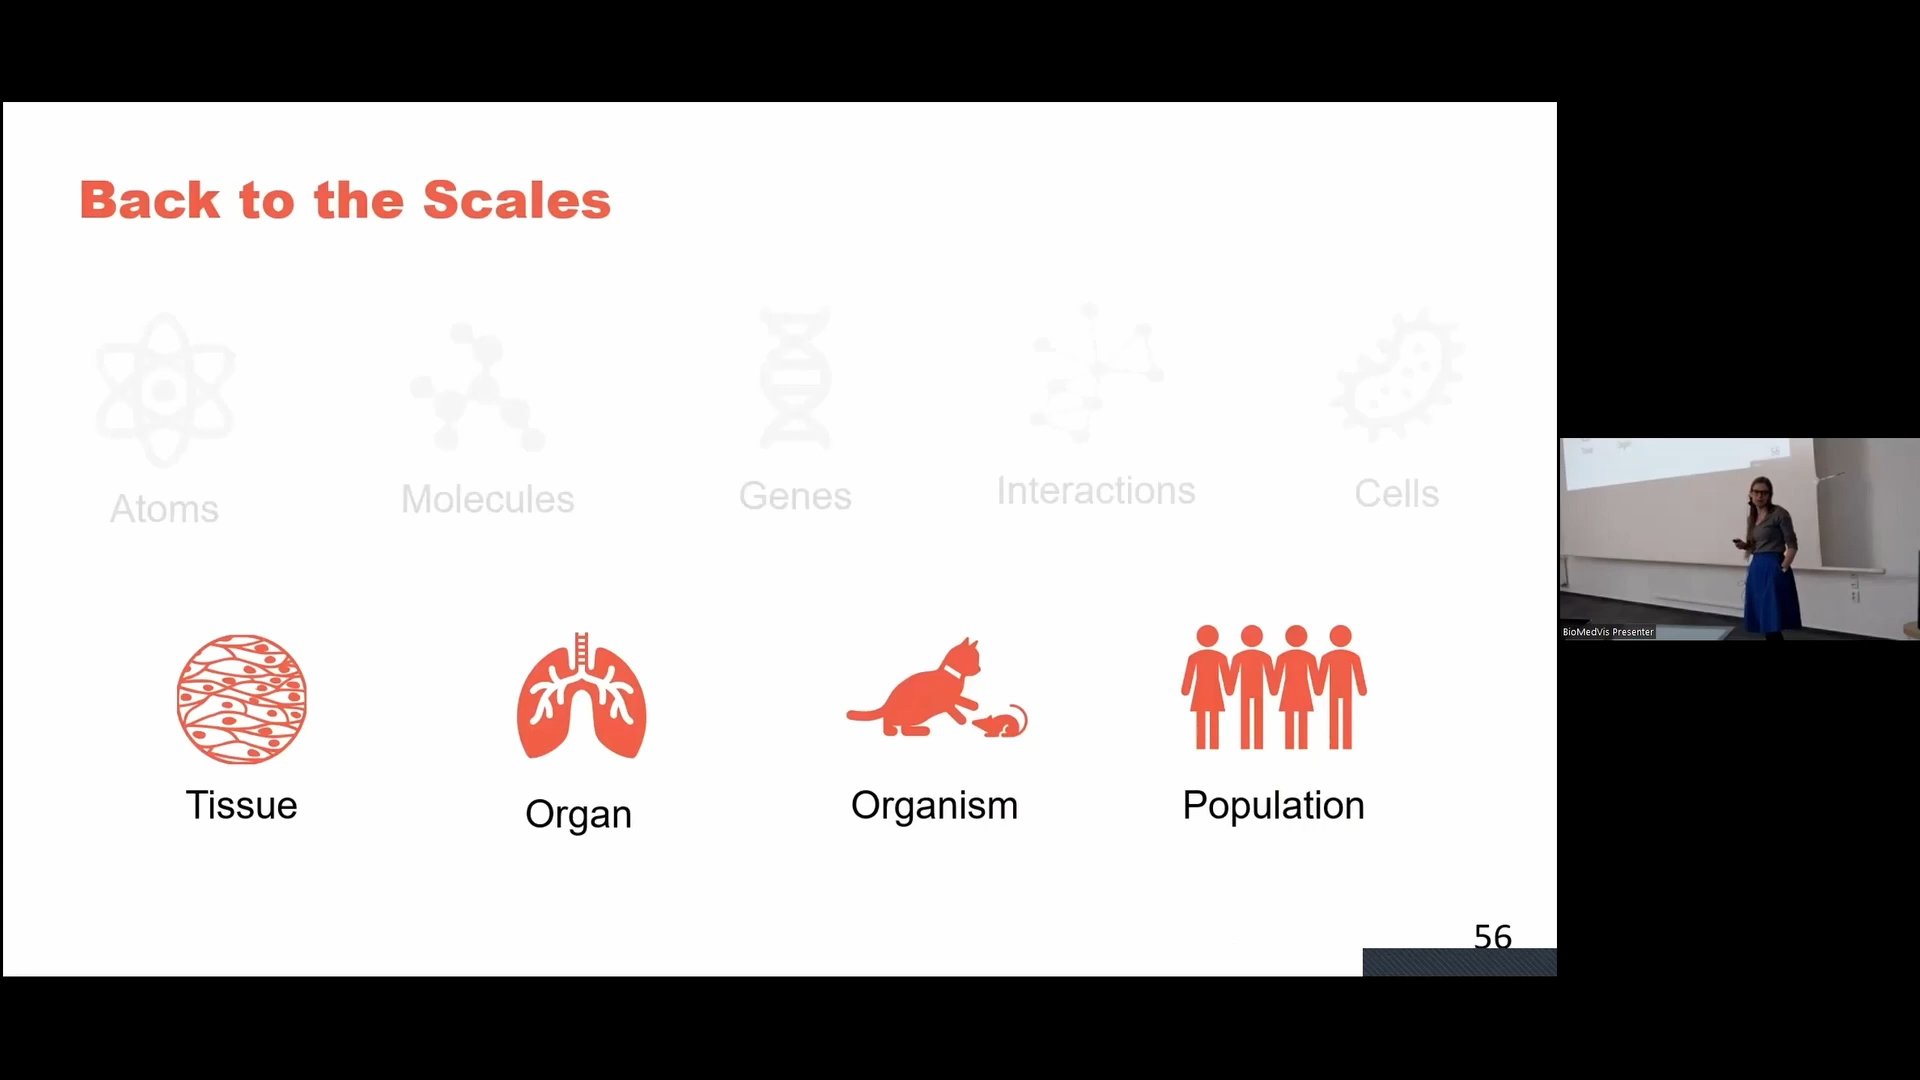 Back to the Scales
Atoms
Molecules
Genes
Interactions
Cells
Tissue
Organ
Organism
Population
56
BioMedVis Presenter